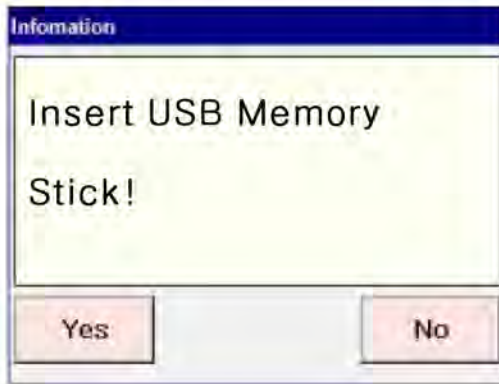 Infomation
Insert USB Memory
Stick!
Yes
No